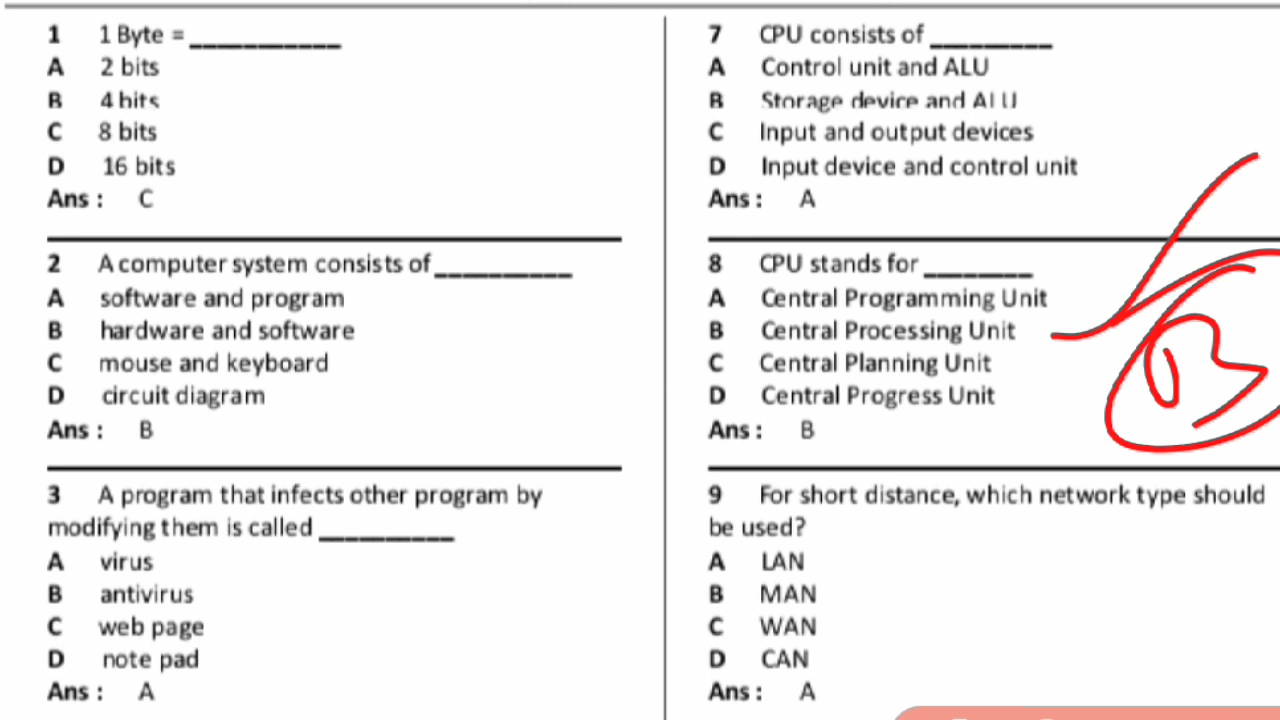 1 1 Byte = ___________
A 2 bits
B 4 bits
C 8 bits
D 16 bits
Ans : C
2 A computer system consists of__________
A software and program
B hardware and software
C mouse and keyboard
D circuit diagram
Ans : B
3 A program that infects other program by
modifying them is called __________
A virus
B antivirus
C web page
D note pad
Ans : A
7 CPU consists of _________
A Control unit and ALU
B Storage device and ALU
C Input and output devices
D Input device and control unit
Ans : A
8 CPU stands for ________
A Central Programming Unit
B Central Processing Unit
C Central Planning Unit
D Central Progress Unit
Ans : B
B
9 For short distance, which network type should
be used?
A LAN
B MAN
C WAN
D CAN
Ans : A